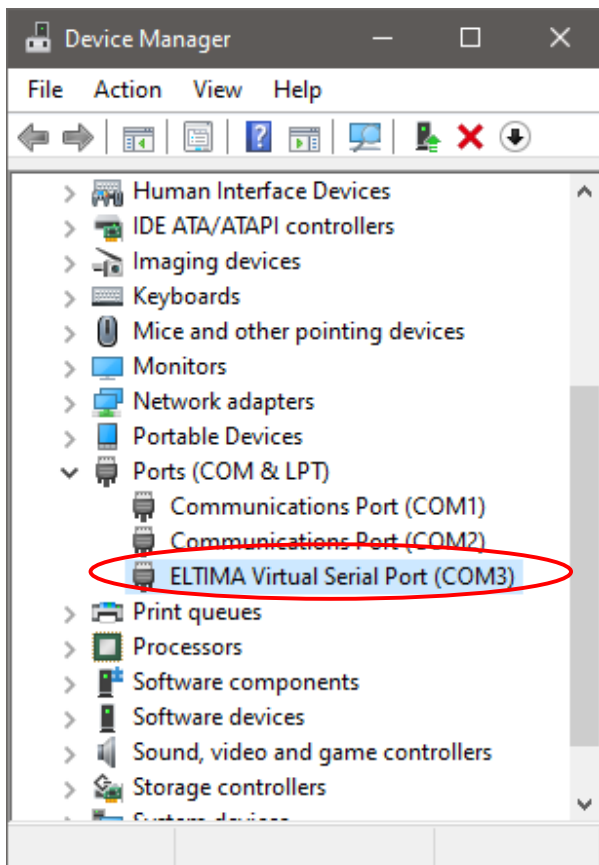 Device Manager
File Action View Help
Human Interface Devices
IDE ATA/ATAPI controllers
Imaging devices
Keyboards
Mice and other pointing devices
Monitors
Network adapters
Portable Devices
Ports (COM & LPT)
Communications Port (COM1)
Communications Port (COM2)
ELTIMA Virtual Serial Port (COM3)
Print queues
Processors
Software components
Software devices
Sound, video and game controllers
Storage controllers
System devices